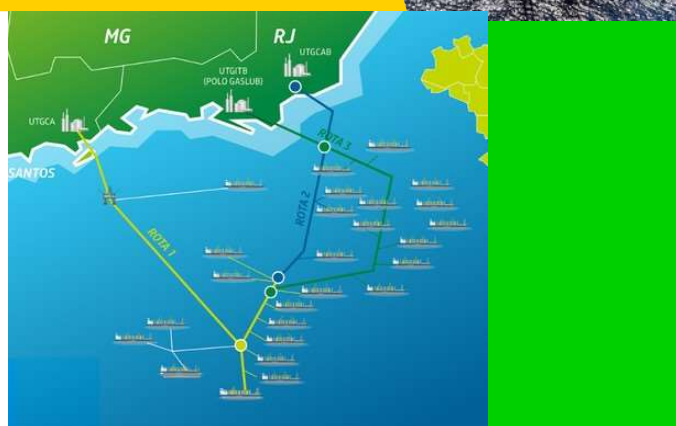 MG
RJ
UTGCAB
UTGITB
(POLO GASLUB)
UTGCA
ROTA 3
SANTOS
ROTA 2
ROTA 1